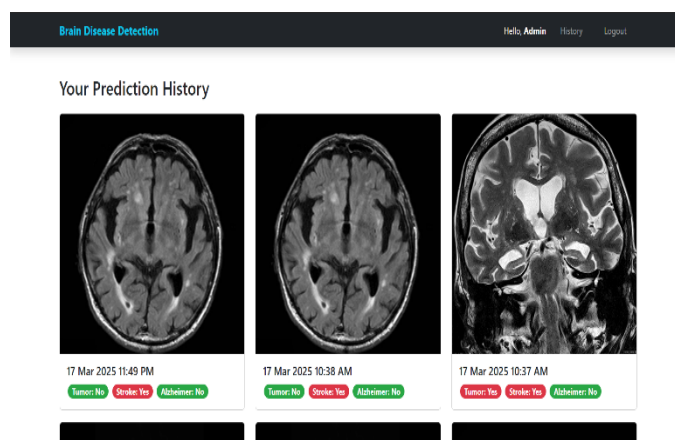 Brain Disease Detection
Hello, Admin History Logout
Your Prediction History
17 Mar 2025 11:49 PM
Tumor: No Stroke: Yes Alzheimer: No
17 Mar 2025 10:38 AM
Tumor: No Stroke: Yes Alzheimer: No
17 Mar 2025 10:37 AM
Tumor: Yes Stroke: Yes Alzheimer: No